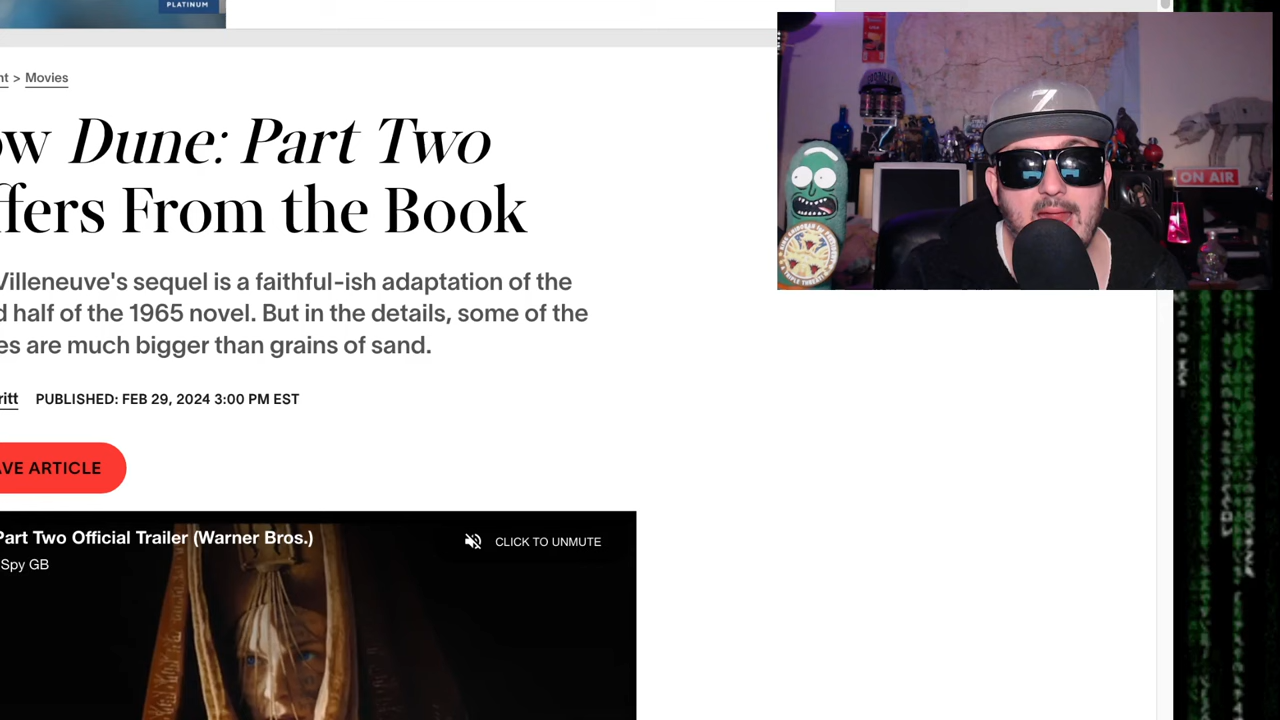 PLATINUM
nt > Movies
ow Dune: Part Two
ffers From the Book
Villeneuve's sequel is a faithful-ish adaptation of the
d half of the 1965 novel. But in the details, some of the
es are much bigger than grains of sand.
ritt PUBLISHED: FEB 29, 2024 3:00 PM EST
AVE ARTICLE
Part Two Official Trailer (Warner Bros.)
CLICK TO UNMUTE
Spy GB
ON AIR